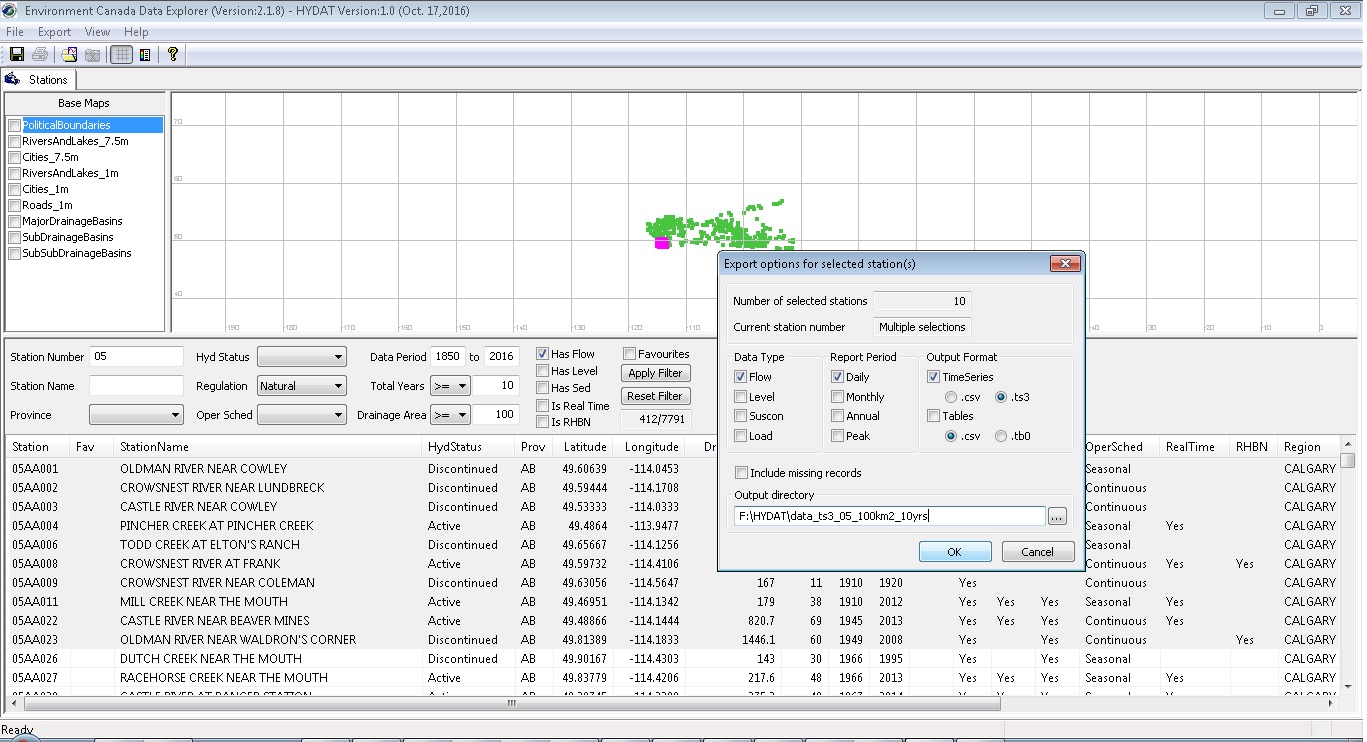 Environment Canada Data Explorer (Version:2.1.8) - HYDAT Version:1.0 (Oct. 17,2016)
File Export View Help
Stations
Base Maps
PoliticalBoundaries
RiversAndLakes_7.5m
Cities_7.5m
RiversAndLakes_1m
Cities_1m
Roads_1m
MajorDrainageBasins
SubDrainageBasins
SubSubDrainageBasins
70
60
50
40
-190 -180 -170 -160 -150 -140 -130 -120 -110 -40 -30 -20 -10 0
Export options for selected station(s)
Number of selected stations 10
Current station number Multiple selections
Data Type Report Period Output Format
Flow Daily TimeSeries
Level Monthly .csv .ts3
Suscon Annual Tables
Load Peak .csv .tb0
Include missing records
Output directory
F:\HYDAT\data_ts3_05_100km2_10yrs ...
OK Cancel
Station Number 05 Hyd Status Data Period 1850 to 2016 Has Flow Favourites
Has Level Apply Filter
Station Name Regulation Natural Total Years >= 10 Has Sed Reset Filter
Is Real Time
Province Oper Sched Drainage Area >= 100 Is RHBN 412/7791
Station Fav StationName HydStatus Prov Latitude Longitude Dr OperSched RealTime RHBN Region
05AA001 OLDMAN RIVER NEAR COWLEY Discontinued AB 49.60639 -114.0453 Seasonal CALGARY
05AA002 CROWSNEST RIVER NEAR LUNDBRECK Discontinued AB 49.59444 -114.1708 Continuous CALGARY
05AA003 CASTLE RIVER NEAR COWLEY Discontinued AB 49.53333 -114.0333 Continuous CALGARY
05AA004 PINCHER CREEK AT PINCHER CREEK Active AB 49.4864 -113.9477 Seasonal Yes CALGARY
05AA006 TODD CREEK AT ELTON'S RANCH Discontinued AB 49.65667 -114.1256 Seasonal CALGARY
05AA008 CROWSNEST RIVER AT FRANK Active AB 49.59732 -114.4106 Continuous Yes Yes CALGARY
05AA009 CROWSNEST RIVER NEAR COLEMAN Discontinued AB 49.63056 -114.5647 167 11 1910 1920 Yes Continuous CALGARY
05AA011 MILL CREEK NEAR THE MOUTH Active AB 49.46951 -114.1342 179 38 1910 2012 Yes Yes Yes Seasonal Yes CALGARY
05AA022 CASTLE RIVER NEAR BEAVER MINES Active AB 49.48866 -114.1444 820.7 69 1945 2013 Yes Yes Yes Continuous Yes CALGARY
05AA023 OLDMAN RIVER NEAR WALDRON'S CORNER Active AB 49.81389 -114.1833 1446.1 60 1949 2008 Yes Yes Continuous Yes CALGARY
05AA026 DUTCH CREEK NEAR THE MOUTH Discontinued AB 49.90167 -114.4303 143 30 1966 1995 Yes Yes Seasonal CALGARY
05AA027 RACEHORSE CREEK NEAR THE MOUTH Active AB 49.83779 -114.4206 217.6 48 1966 2013 Yes Yes Yes Seasonal Yes CALGARY
CASTLE RIVER AT RANGER STATION
Ready